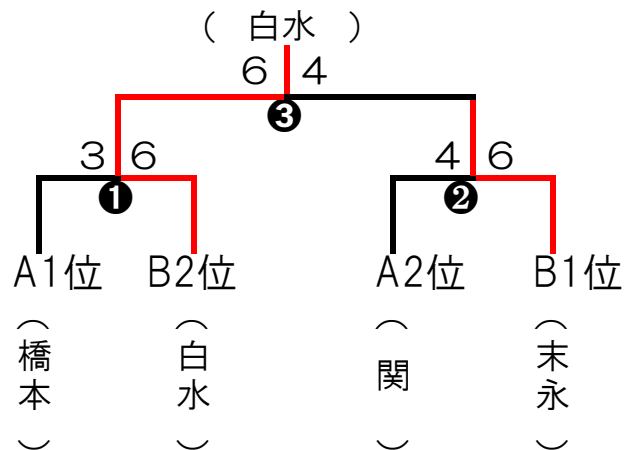 ( 白水 )
6 4
❸
3 6 4 6
❶ ❷
A1位 B2位 A2位 B1位
(橋本) (白水) (関) (末永)